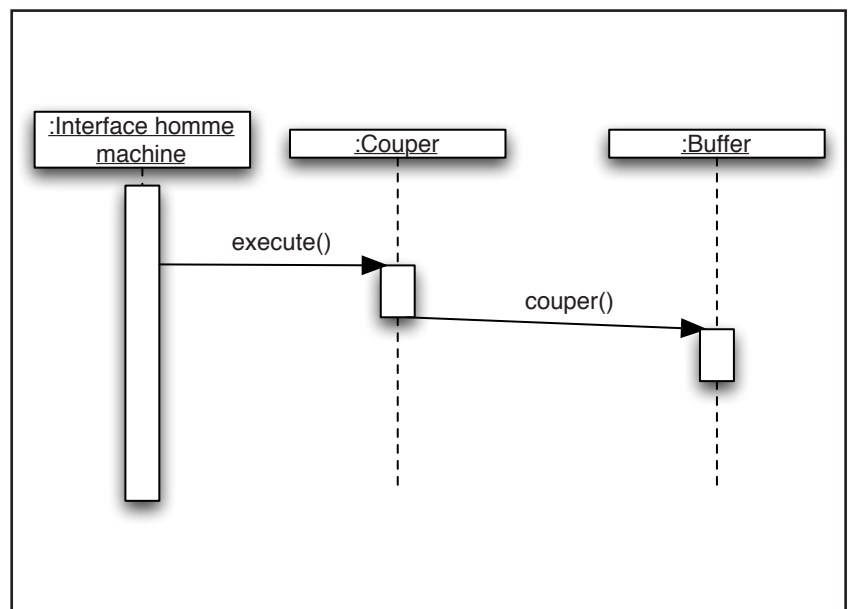 :Interface homme
machine
:Couper
:Buffer
execute()
couper()